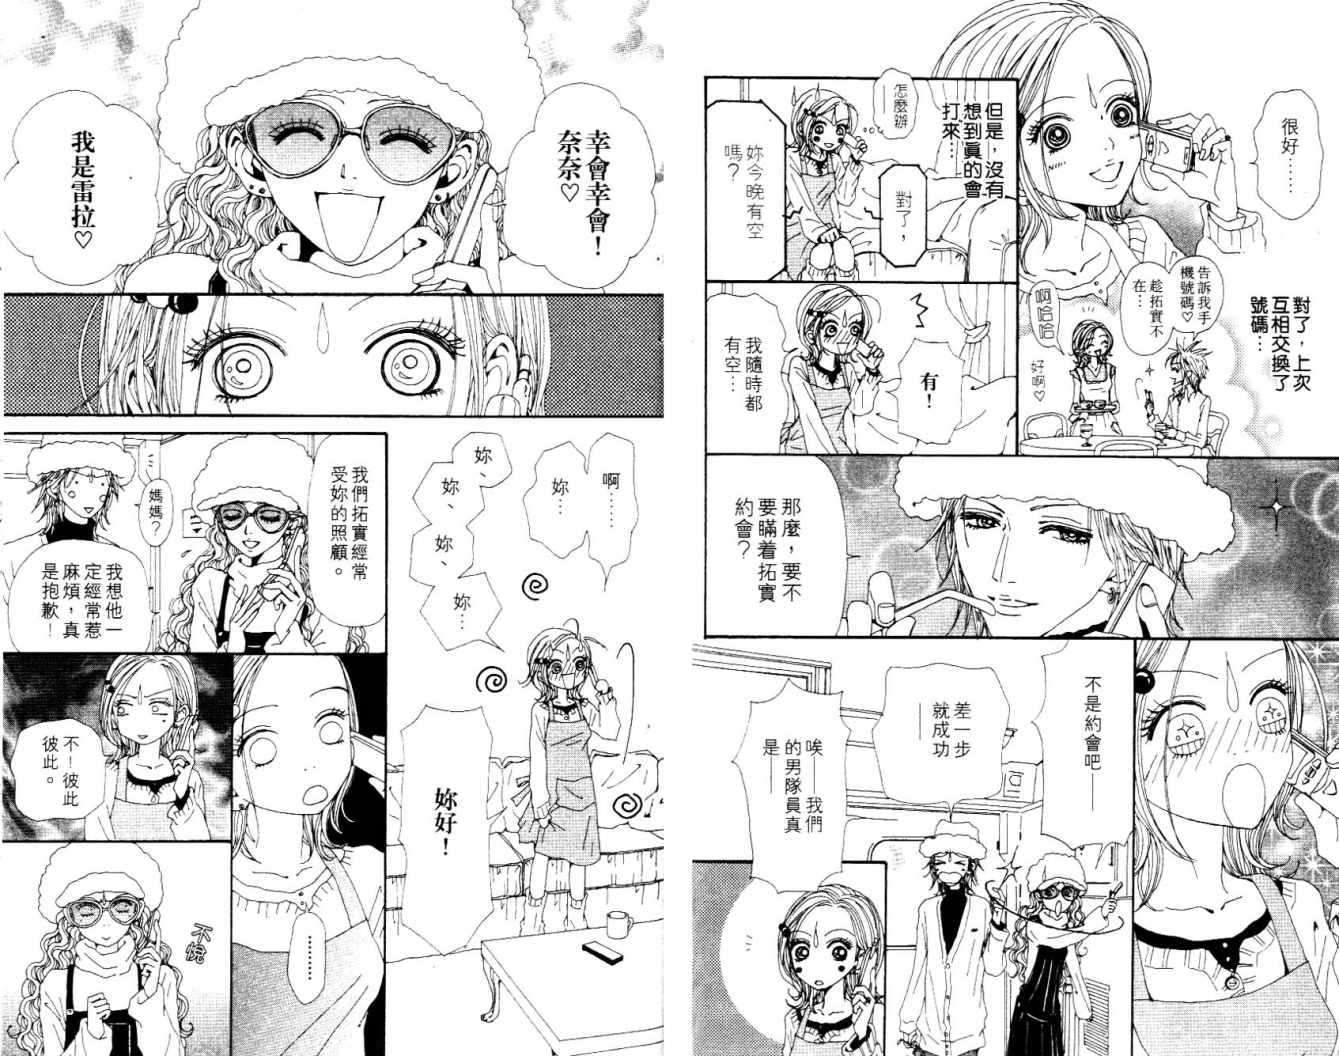 很好……
對了，上次
互相交換了
號碼…
告訴我手
機號碼♡
趁拓實不
在…
啊哈哈
好啊♡
但是，沒有
想到真的會
打來…
怎麼辦
對了，
妳今晚有空
嗎？
有！
我隨時都
有空…
那麼，要不
要瞞着拓實
約會？
不是約會吧
差一步
就成功
唉——我們
的男隊員真
是——
幸會幸會！
奈奈♡
我是雷拉♡
啊……
妳…
妳、
妳、
妳、
妳…
妳好！
我們拓實經常
受妳的照顧。
媽媽？
我想他一
定經常惹
麻煩，真
是抱歉！
………
不！彼此
彼此。
不悅